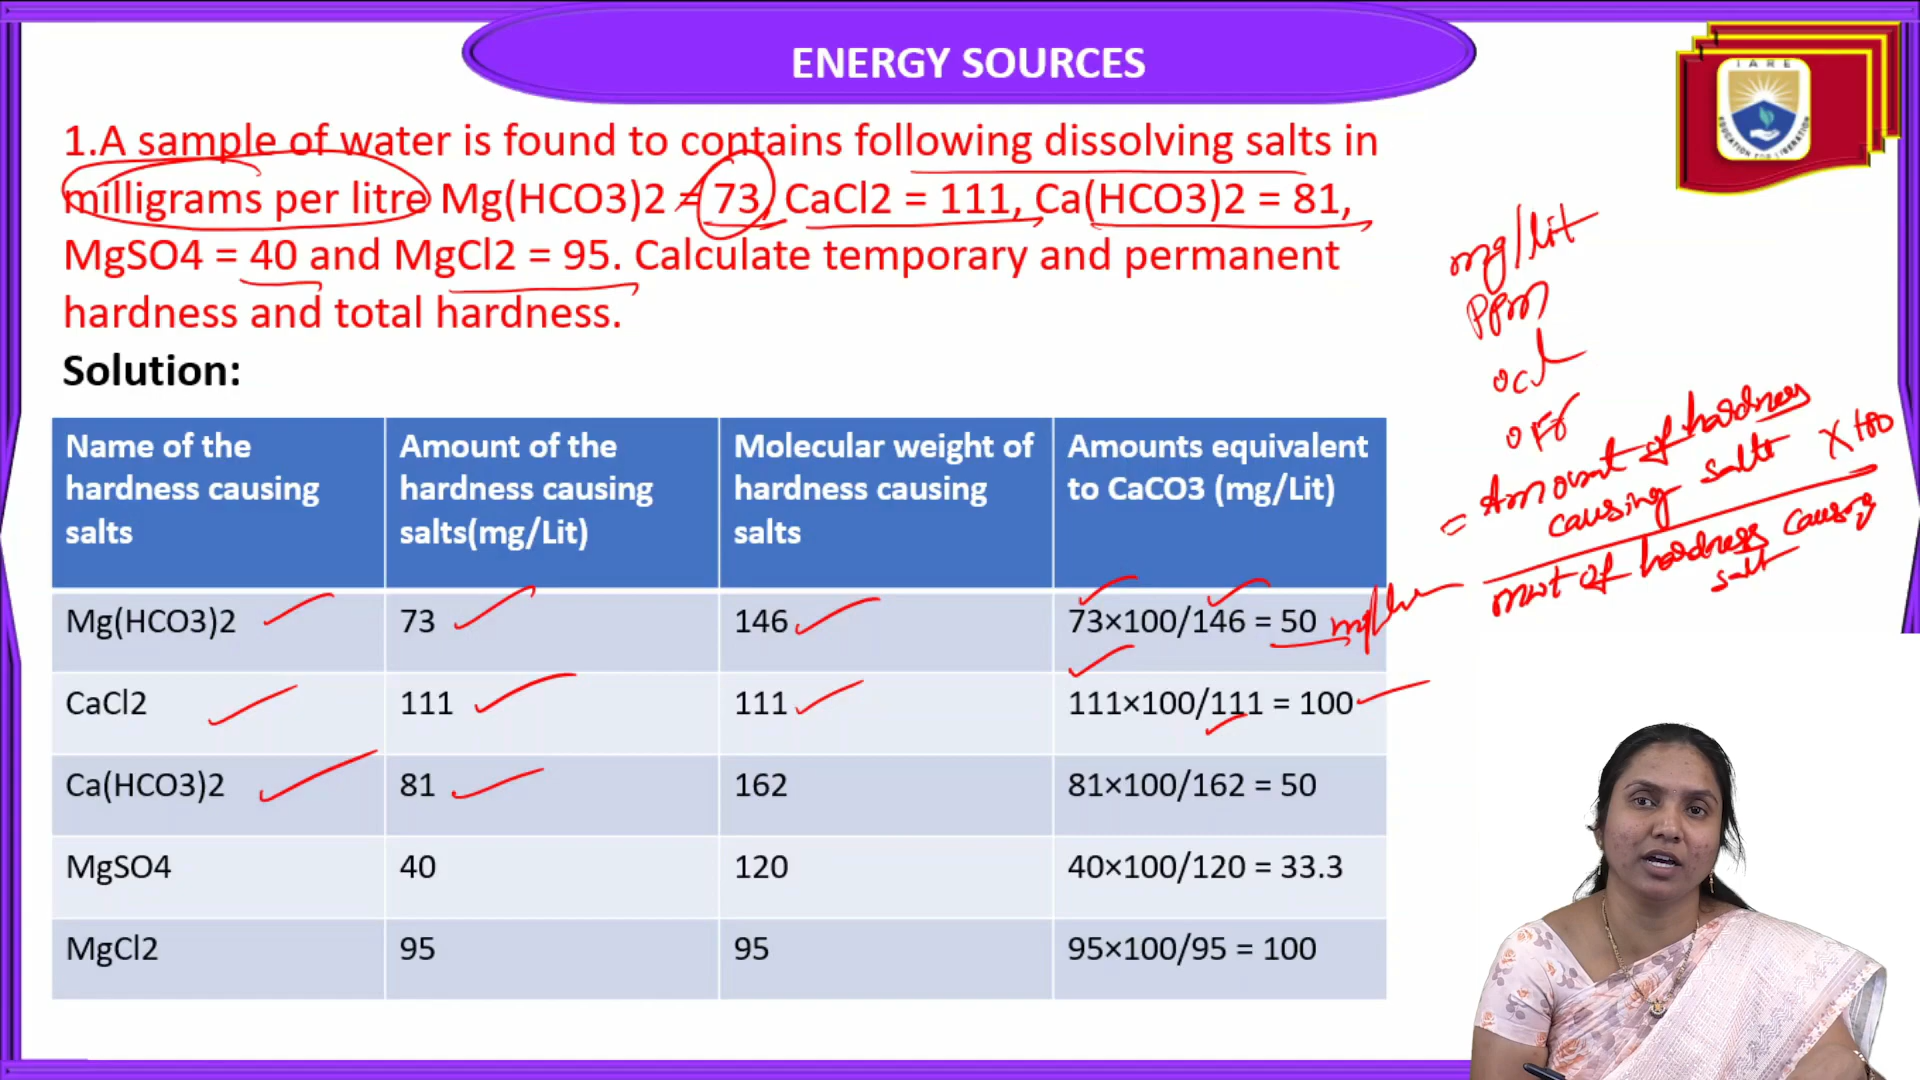 ENERGY SOURCES
IARE
EDUCATION FOR LIBERATION
1.A sample of water is found to contains following dissolving salts in
milligrams per litre Mg(HCO3)2 = 73, CaCl2 = 111, Ca(HCO3)2 = 81,
MgSO4 = 40 and MgCl2 = 95. Calculate temporary and permanent
hardness and total hardness.
Solution:
mg/lit
PPm
°cl
°Fr
= Amount of hardness
causing salts × 100
mwt of hardness causing
salt
Name of the hardness causing salts
Amount of the hardness causing salts(mg/Lit)
Molecular weight of hardness causing salts
Amounts equivalent to CaCO3 (mg/Lit)
Mg(HCO3)2 73 146 73×100/146 = 50
CaCl2 111 111 111×100/111 = 100
Ca(HCO3)2 81 162 81×100/162 = 50
MgSO4 40 120 40×100/120 = 33.3
MgCl2 95 95 95×100/95 = 100